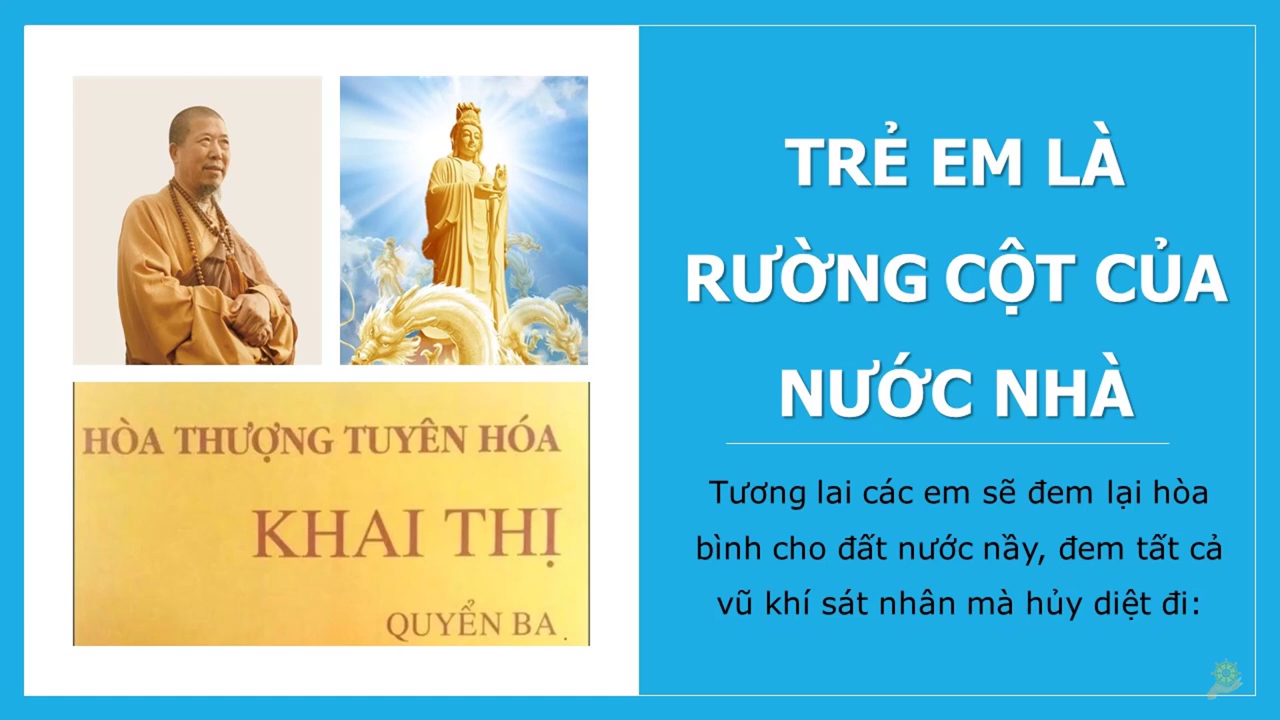 HÒA THƯỢNG TUYÊN HÓA
KHAI THỊ
QUYỂN BA
TRẺ EM LÀ
RƯỜNG CỘT CỦA
NƯỚC NHÀ
Tương lai các em sẽ đem lại hòa
bình cho đất nước nầy, đem tất cả
vũ khí sát nhân mà hủy diệt đi: